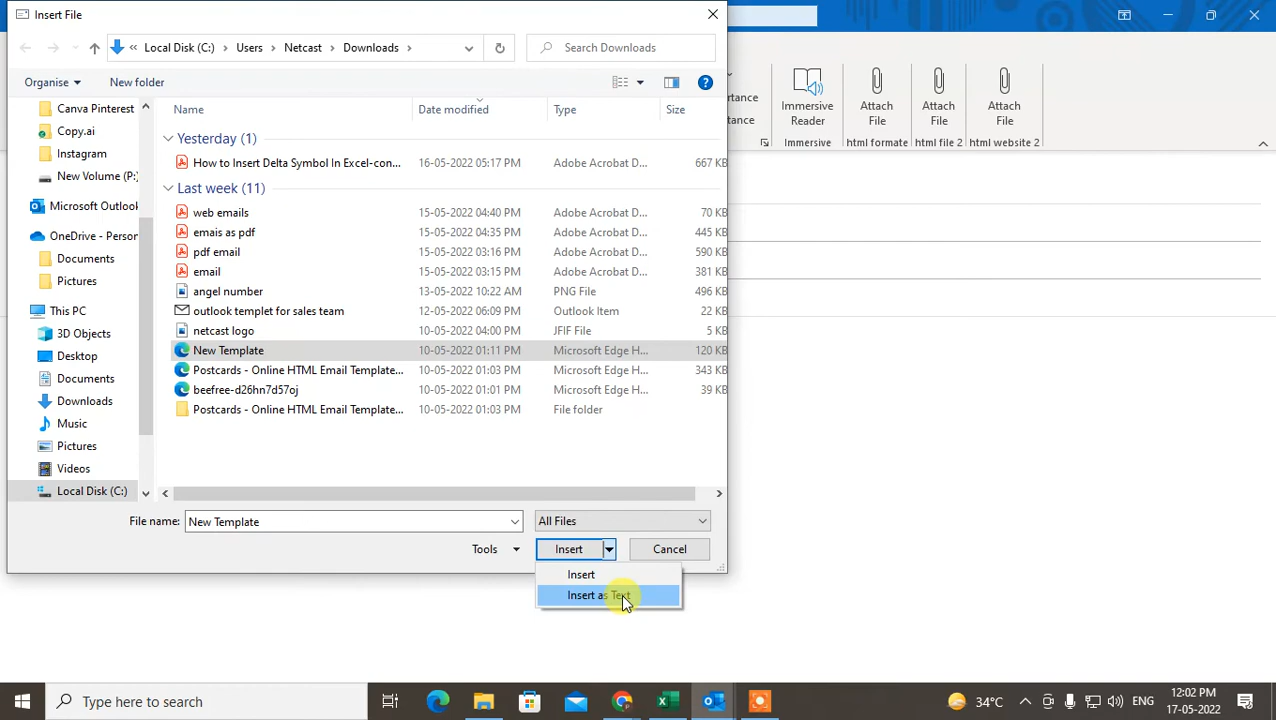 Insert File
Local Disk (C:) › Users › Netcast › Downloads ›
Search Downloads
Organise
New folder
Canva Pinterest
Copy.ai
Instagram
New Volume (P:)
Microsoft Outlook
OneDrive - Person
Documents
Pictures
This PC
3D Objects
Desktop
Documents
Downloads
Music
Pictures
Videos
Local Disk (C:)
Name Date modified Type Size
Yesterday (1)
How to Insert Delta Symbol In Excel-con... 16-05-2022 05:17 PM Adobe Acrobat D... 667 KB
Last week (11)
web emails 15-05-2022 04:40 PM Adobe Acrobat D... 70 KB
emais as pdf 15-05-2022 04:35 PM Adobe Acrobat D... 445 KB
pdf email 15-05-2022 03:16 PM Adobe Acrobat D... 590 KB
email 15-05-2022 03:15 PM Adobe Acrobat D... 381 KB
angel number 13-05-2022 10:22 AM PNG File 496 KB
outlook templet for sales team 12-05-2022 06:09 PM Outlook Item 22 KB
netcast logo 10-05-2022 04:00 PM JFIF File 5 KB
New Template 10-05-2022 01:11 PM Microsoft Edge H... 120 KB
Postcards - Online HTML Email Template... 10-05-2022 01:03 PM Microsoft Edge H... 343 KB
beefree-d26hn7d57oj 10-05-2022 01:01 PM Microsoft Edge H... 39 KB
Postcards - Online HTML Email Template... 10-05-2022 01:03 PM File folder
File name: New Template All Files
Tools Insert Cancel
Insert
Insert as Text
rtance
tance
Immersive Reader
Immersive
Attach File
html formate
Attach File
html file 2
Attach File
html website 2
Type here to search
34°C
ENG
12:02 PM
17-05-2022